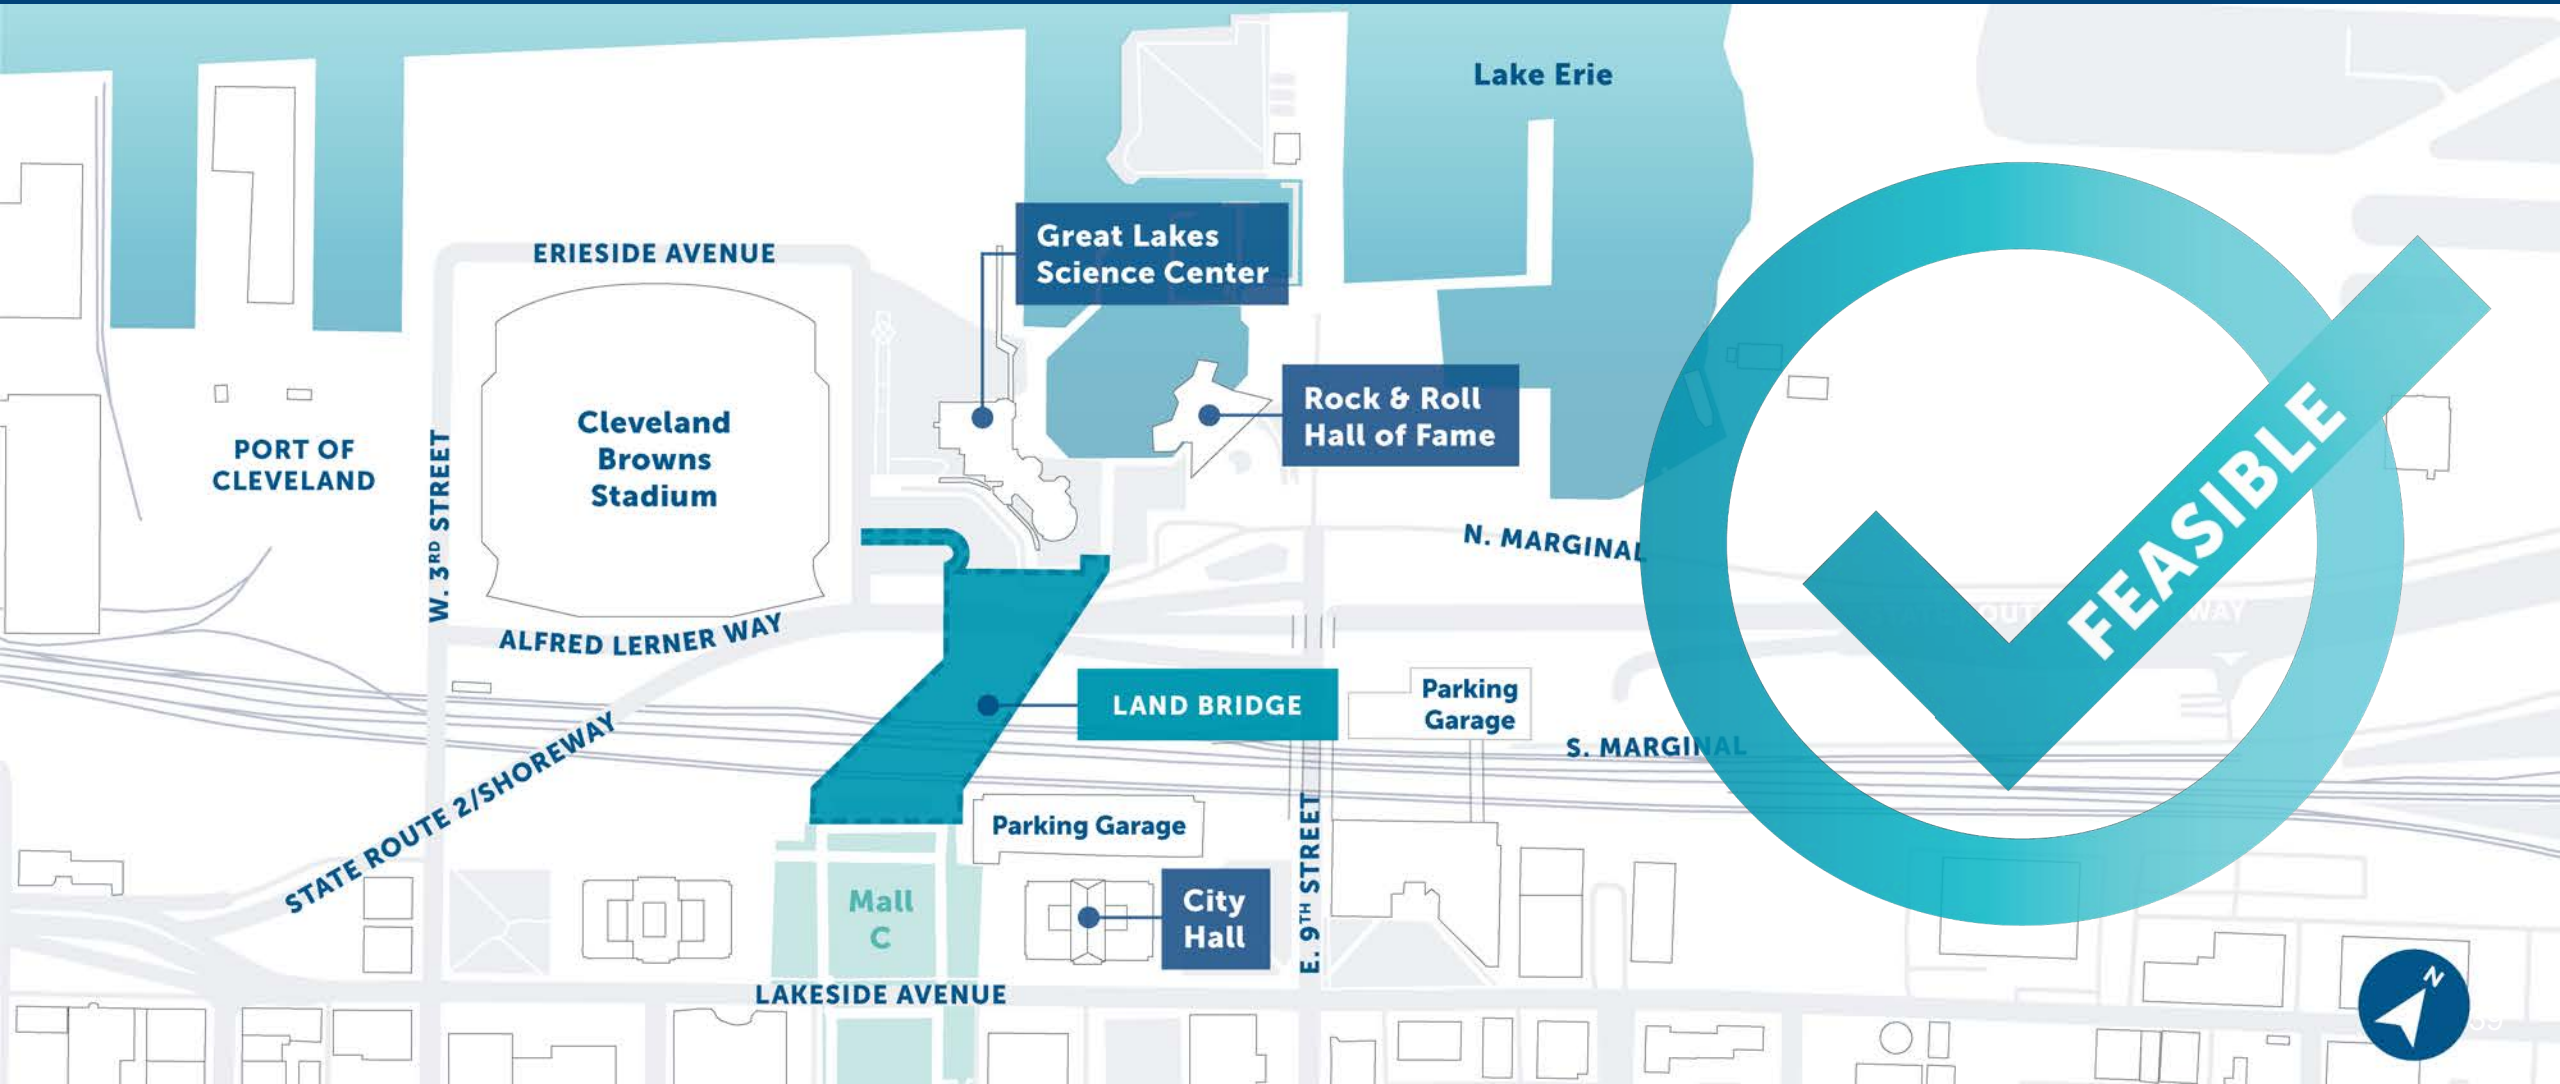 Lake Erie
Great Lakes
Science Center
ERIESIDE AVENUE
Rock & Roll
Hall of Fame
Cleveland
Browns
Stadium
PORT OF
CLEVELAND
W. 3RD STREET
N. MARGINAL
FEASIBLE
WAY
ALFRED LERNER WAY
LAND BRIDGE
Parking
Garage
S. MARGINAL
STATE ROUTE 2/SHOREWAY
Parking Garage
E. 9TH STREET
Mall
C
City
Hall
LAKESIDE AVENUE
N